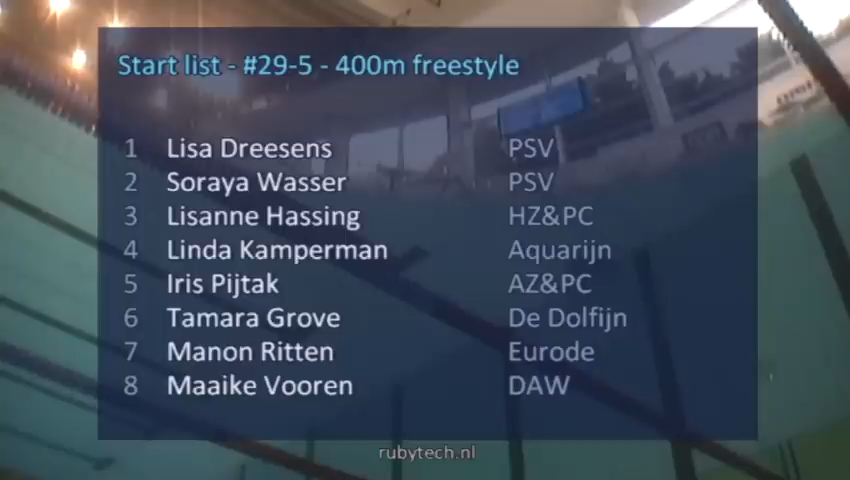 Start list - #29-5 - 400m freestyle
1 Lisa Dreesens PSV
2 Soraya Wasser PSV
3 Lisanne Hassing HZ&PC
4 Linda Kamperman Aquarijn
5 Iris Pijtak AZ&PC
6 Tamara Grove De Dolfijn
7 Manon Ritten Eurode
8 Maaike Vooren DAW
rubytech.nl